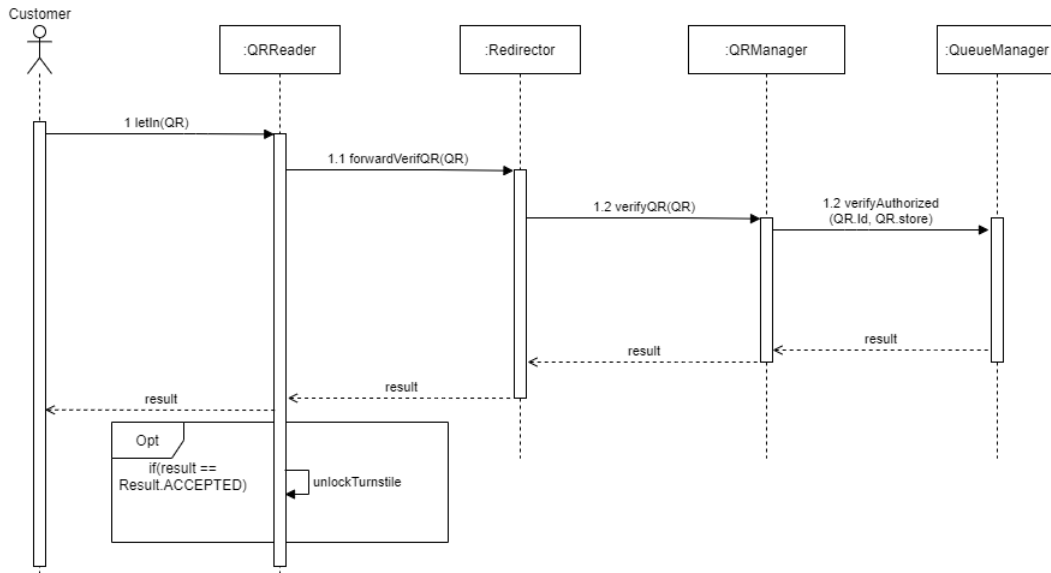 Customer
:QRReader
:Redirector
:QRManager
:QueueManager
1 letIn(QR)
1.1 forwardVerifQR(QR)
1.2 verifyQR(QR)
1.2 verifyAuthorized
(QR.Id, QR.store)
result
result
result
result
Opt
if(result ==
Result.ACCEPTED)
unlockTurnstile